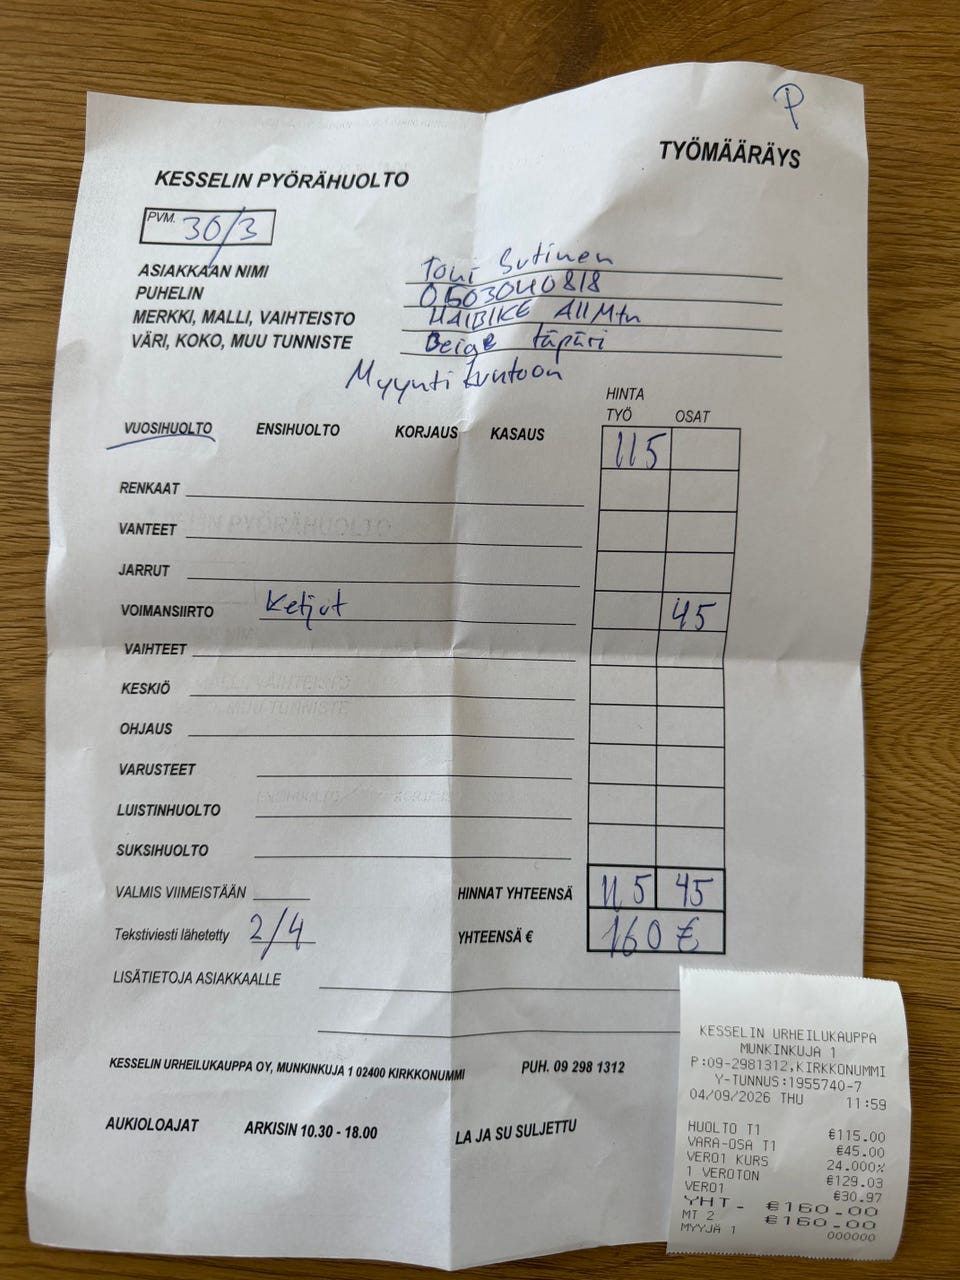 P
TYÖMÄÄRÄYS
KESSELIN PYÖRÄHUOLTO
PVM. 30/3
ASIAKKAAN NIMI Toni Sutinen
PUHELIN 0503040818
MERKKI, MALLI, VAIHTEISTO HAIBIKE AllMtn
VÄRI, KOKO, MUU TUNNISTE Beige täpäri
Myynti kuntoon
HINTA
TYÖ OSAT
VUOSIHUOLTO ENSIHUOLTO KORJAUS KASAUS 115
RENKAAT
VANTEET
JARRUT
VOIMANSIIRTO Ketjut 45
VAIHTEET
KESKIÖ
OHJAUS
VARUSTEET
LUISTINHUOLTO
SUKSIHUOLTO
VALMIS VIIMEISTÄÄN HINNAT YHTEENSÄ 115 45
Tekstiviesti lähetetty 2/4 YHTEENSÄ € 160 €
LISÄTIETOJA ASIAKKAALLE
KESSELIN URHEILUKAUPPA OY, MUNKINKUJA 1 02400 KIRKKONUMMI PUH. 09 298 1312
AUKIOLOAJAT ARKISIN 10.30 - 18.00 LA JA SU SULJETTU
KESSELIN URHEILUKAUPPA
MUNKINKUJA 1
P:09-2981312,KIRKKONUMMI
Y-TUNNUS:1955740-7
04/09/2026 THU 11:59
HUOLTO T1 €115.00
VARA-OSA T1 €45.00
VERO1 KURS 24.000%
1 VEROTON €129.03
VERO1 €30.97
YHT- €160.00
MT 2 €160.00
MYYJÄ 1 000000